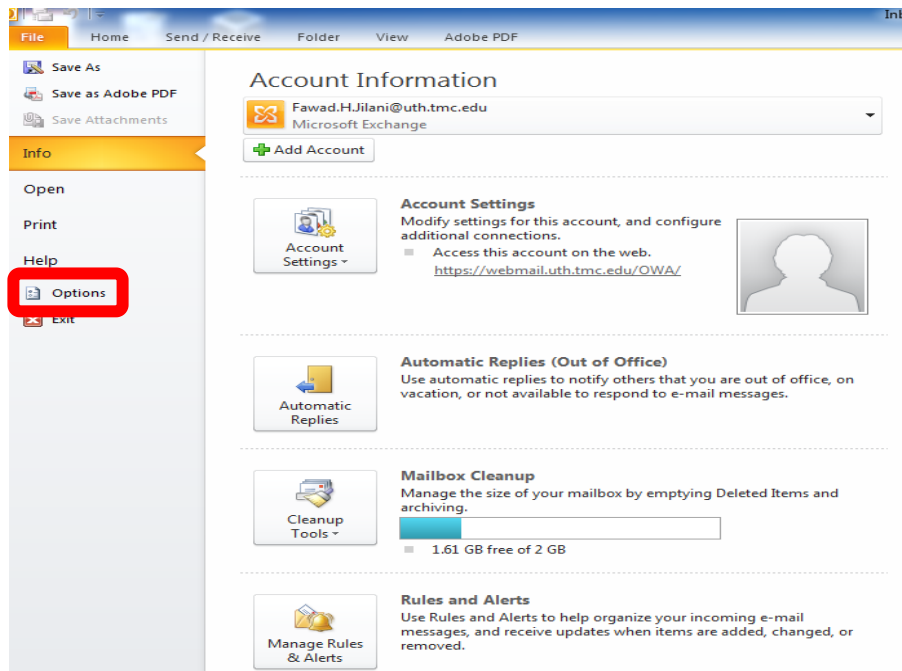 Inb
File Home Send / Receive Folder View Adobe PDF
Save As
Save as Adobe PDF
Save Attachments
Info
Open
Print
Help
Options
Exit
Account Information
Fawad.H.Jilani@uth.tmc.edu
Microsoft Exchange
Add Account
Account
Settings
Account Settings
Modify settings for this account, and configure
additional connections.
Access this account on the web.
https://webmail.uth.tmc.edu/OWA/
Automatic
Replies
Automatic Replies (Out of Office)
Use automatic replies to notify others that you are out of office, on
vacation, or not available to respond to e-mail messages.
Cleanup
Tools
Mailbox Cleanup
Manage the size of your mailbox by emptying Deleted Items and
archiving.
1.61 GB free of 2 GB
Manage Rules
& Alerts
Rules and Alerts
Use Rules and Alerts to help organize your incoming e-mail
messages, and receive updates when items are added, changed, or
removed.